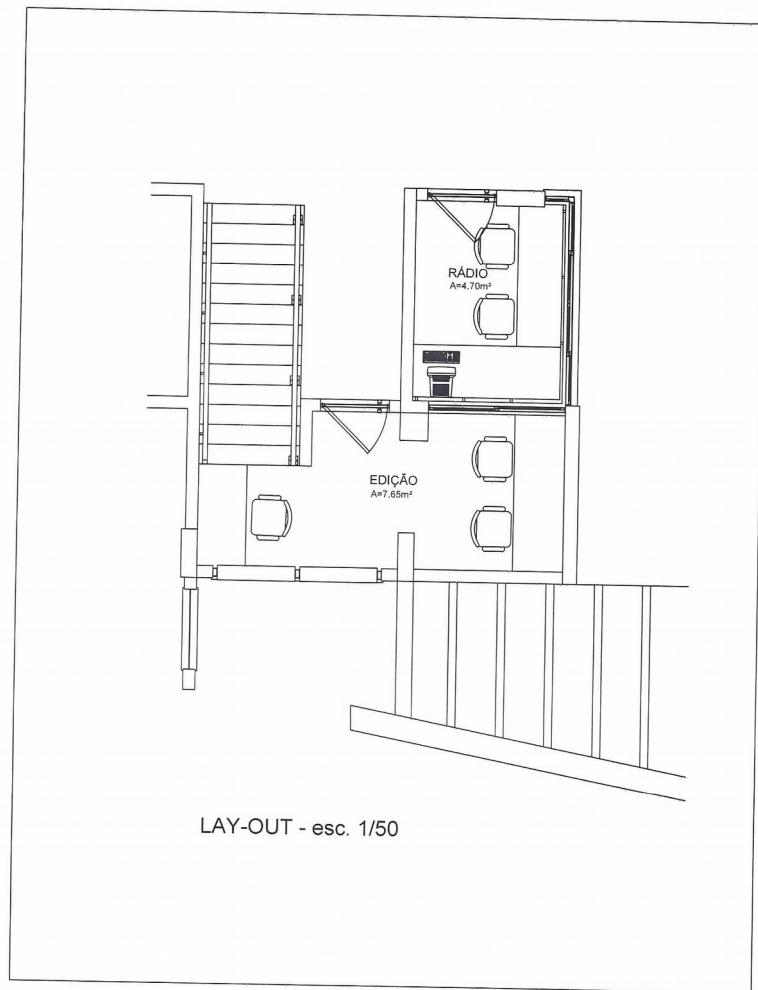 RÁDIO
A=4.70m²
EDIÇÃO
A=7.65m²
LAY-OUT - esc. 1/50